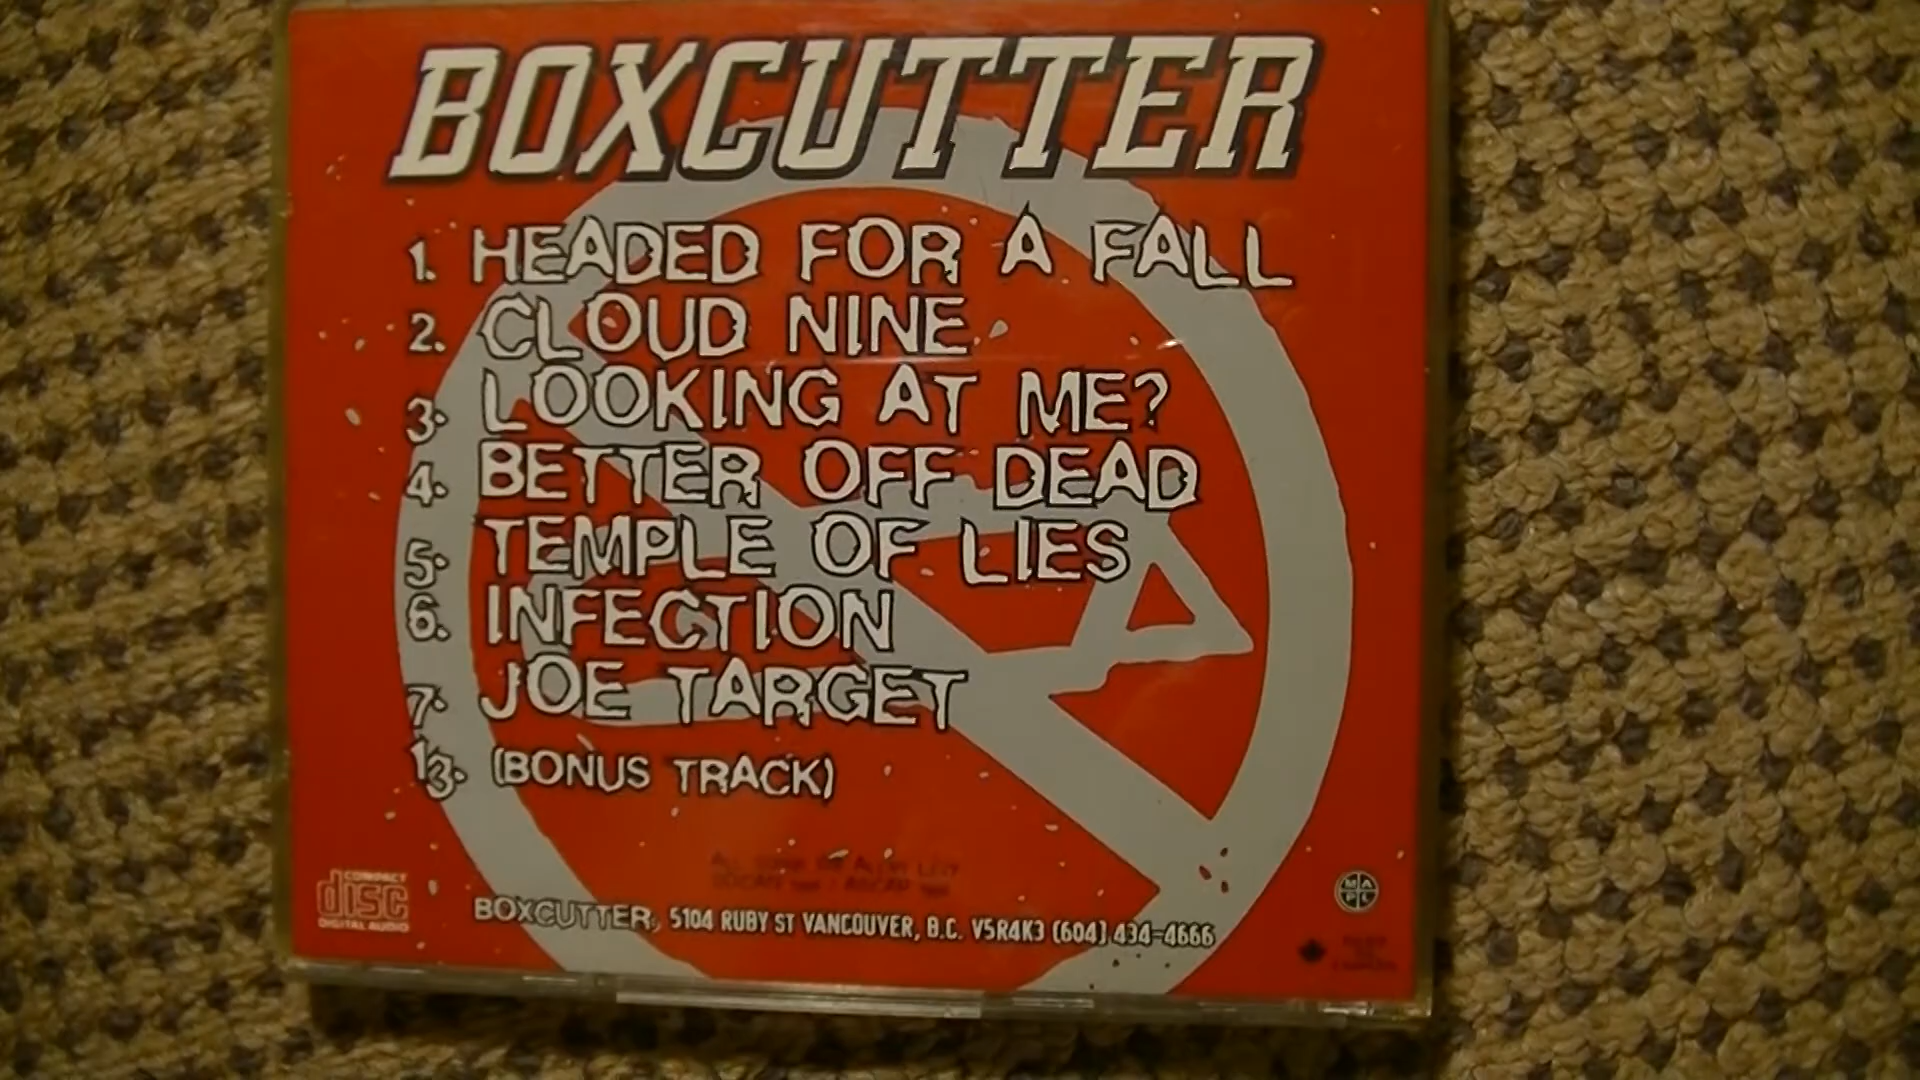 BOXCUTTER
1. HEADED FOR A FALL
2. CLOUD NINE
3. LOOKING AT ME?
4. BETTER OFF DEAD
5. TEMPLE OF LIES
6. INFECTION
7. JOE TARGET
13. (BONUS TRACK)
COMPACT
disc
DIGITAL AUDIO
BOXCUTTER, 5104 RUBY ST VANCOUVER, B.C. V5R4K3 (604) 434-4666
MAPL